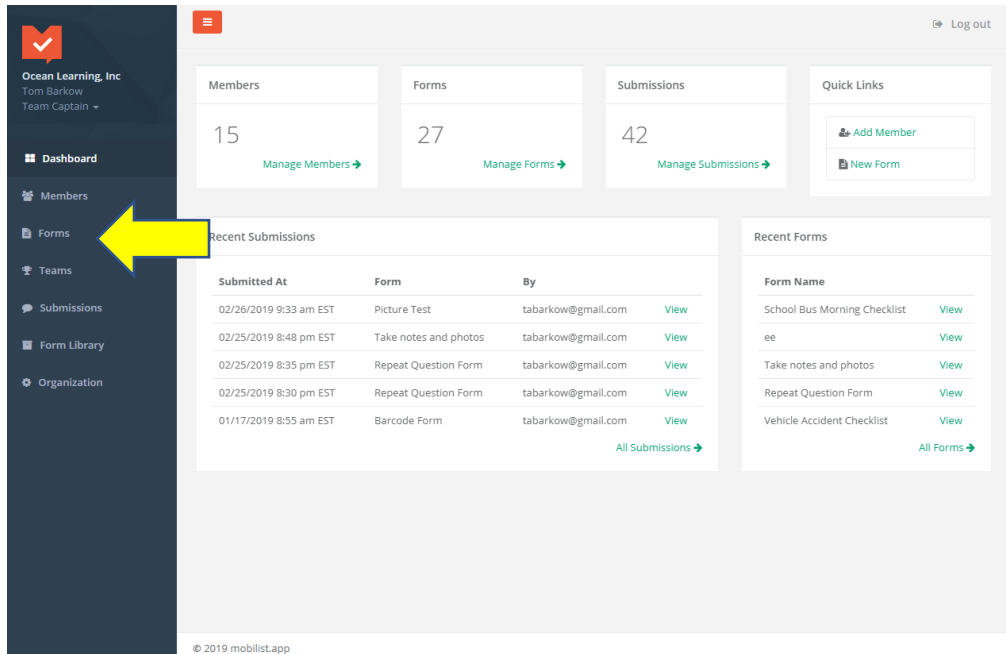 Log out
Ocean Learning, Inc
Tom Barkow
Team Captain
Dashboard
Members
Forms
Teams
Submissions
Form Library
Organization
Members
15
Manage Members
Forms
27
Manage Forms
Submissions
42
Manage Submissions
Quick Links
Add Member
New Form
Recent Submissions
Submitted At Form By
02/26/2019 9:33 am EST Picture Test tabarkow@gmail.com View
02/25/2019 8:48 pm EST Take notes and photos tabarkow@gmail.com View
02/25/2019 8:35 pm EST Repeat Question Form tabarkow@gmail.com View
02/25/2019 8:30 pm EST Repeat Question Form tabarkow@gmail.com View
01/17/2019 8:55 am EST Barcode Form tabarkow@gmail.com View
All Submissions
Recent Forms
Form Name
School Bus Morning Checklist View
ee View
Take notes and photos View
Repeat Question Form View
Vehicle Accident Checklist View
All Forms
© 2019 mobilist.app